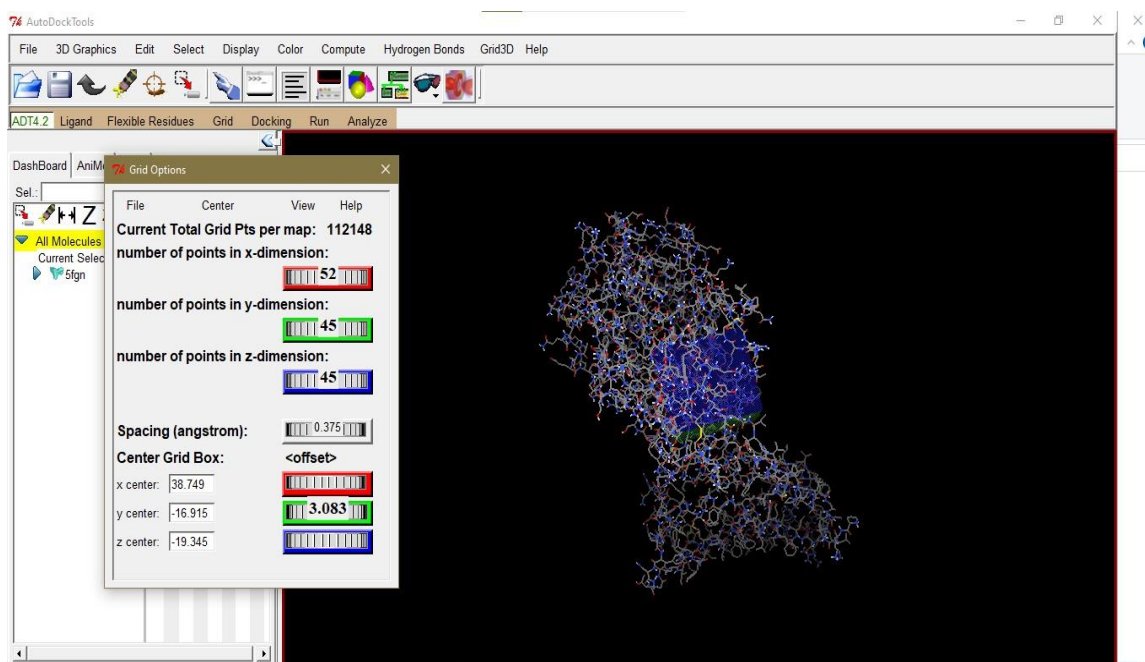 AutoDockTools
File 3D Graphics Edit Select Display Color Compute Hydrogen Bonds Grid3D Help
ADT4.2 Ligand Flexible Residues Grid Docking Run Analyze
DashBoard AniM
Grid Options
Sel.:
File Center View Help
Current Total Grid Pts per map: 112148
All Molecules
Current Selec
5fgn
number of points in x-dimension:
52
number of points in y-dimension:
45
number of points in z-dimension:
45
Spacing (angstrom): 0.375
Center Grid Box: <offset>
x center: 38.749
y center: -16.915 3.083
z center: -19.345